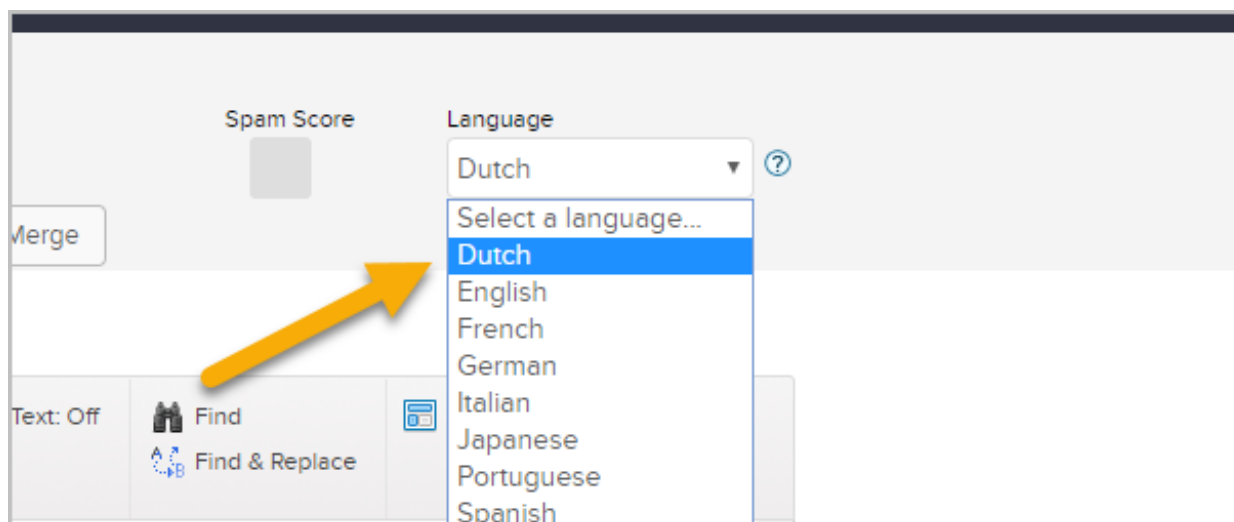 Spam Score
Language
Dutch
?
Merge
Select a language...
Dutch
English
French
German
Italian
Japanese
Portuguese
Spanish
Text: Off
Find
A
B
Find & Replace